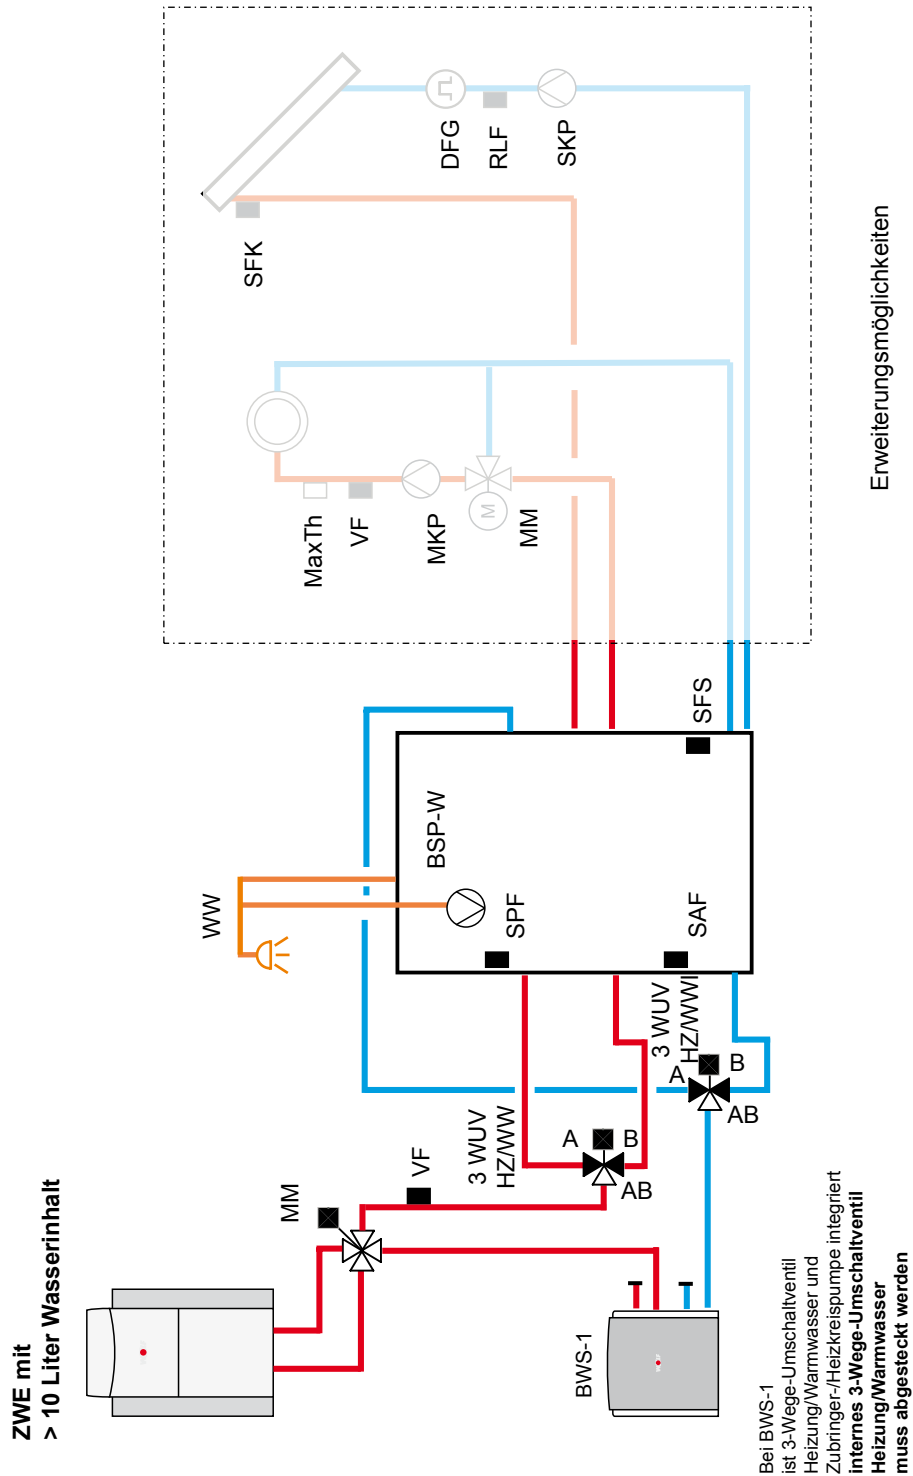 ZWE mit
> 10 Liter Wasserinhalt
MM
VF
3 WUV
HZ/WW
A
B
AB
3 WUV
HZ/WWI
A
B
AB
BWS-1
Bei BWS-1
ist 3-Wege-Umschaltventil
Heizung/Warmwasser und
Zubringer-/Heizkreispumpe integriert
internes 3-Wege-Umschaltventil
Heizung/Warmwasser
muss abgesteckt werden
WW
BSP-W
SPF
SAF
SFS
MaxTh
VF
MKP
MM
M
SFK
DFG
RLF
SKP
Erweiterungsmöglichkeiten